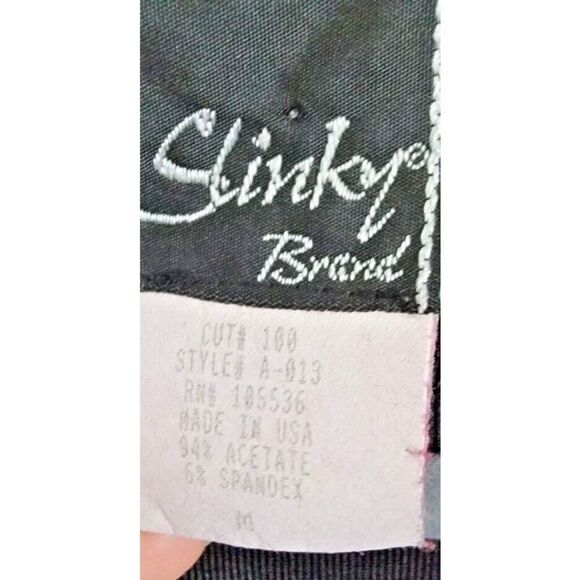 Slinky®
Brand
CUT# 100
STYLE# A-013
RN# 105536
MADE IN USA
94% ACETATE
6% SPANDEX
M